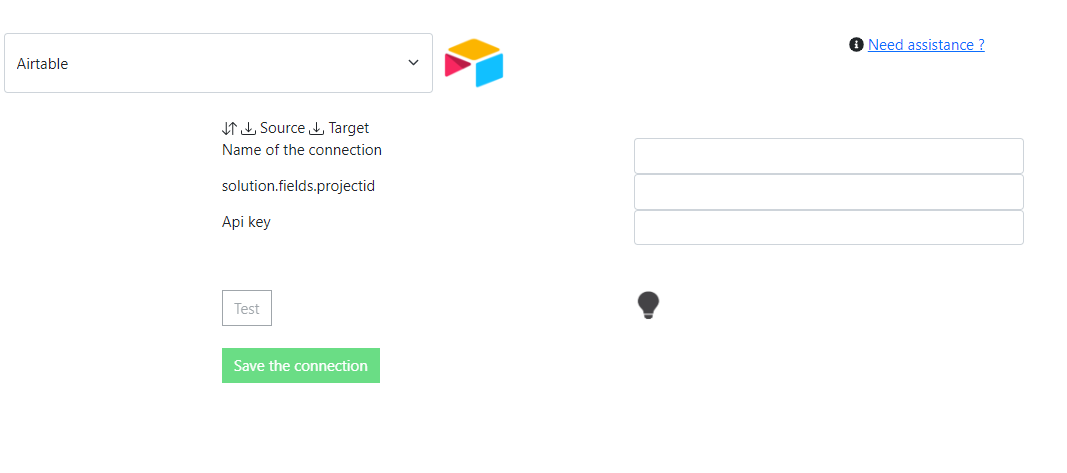 Airtable
Need assistance ?
Source Target
Name of the connection
solution.fields.projectid
Api key
Test
Save the connection